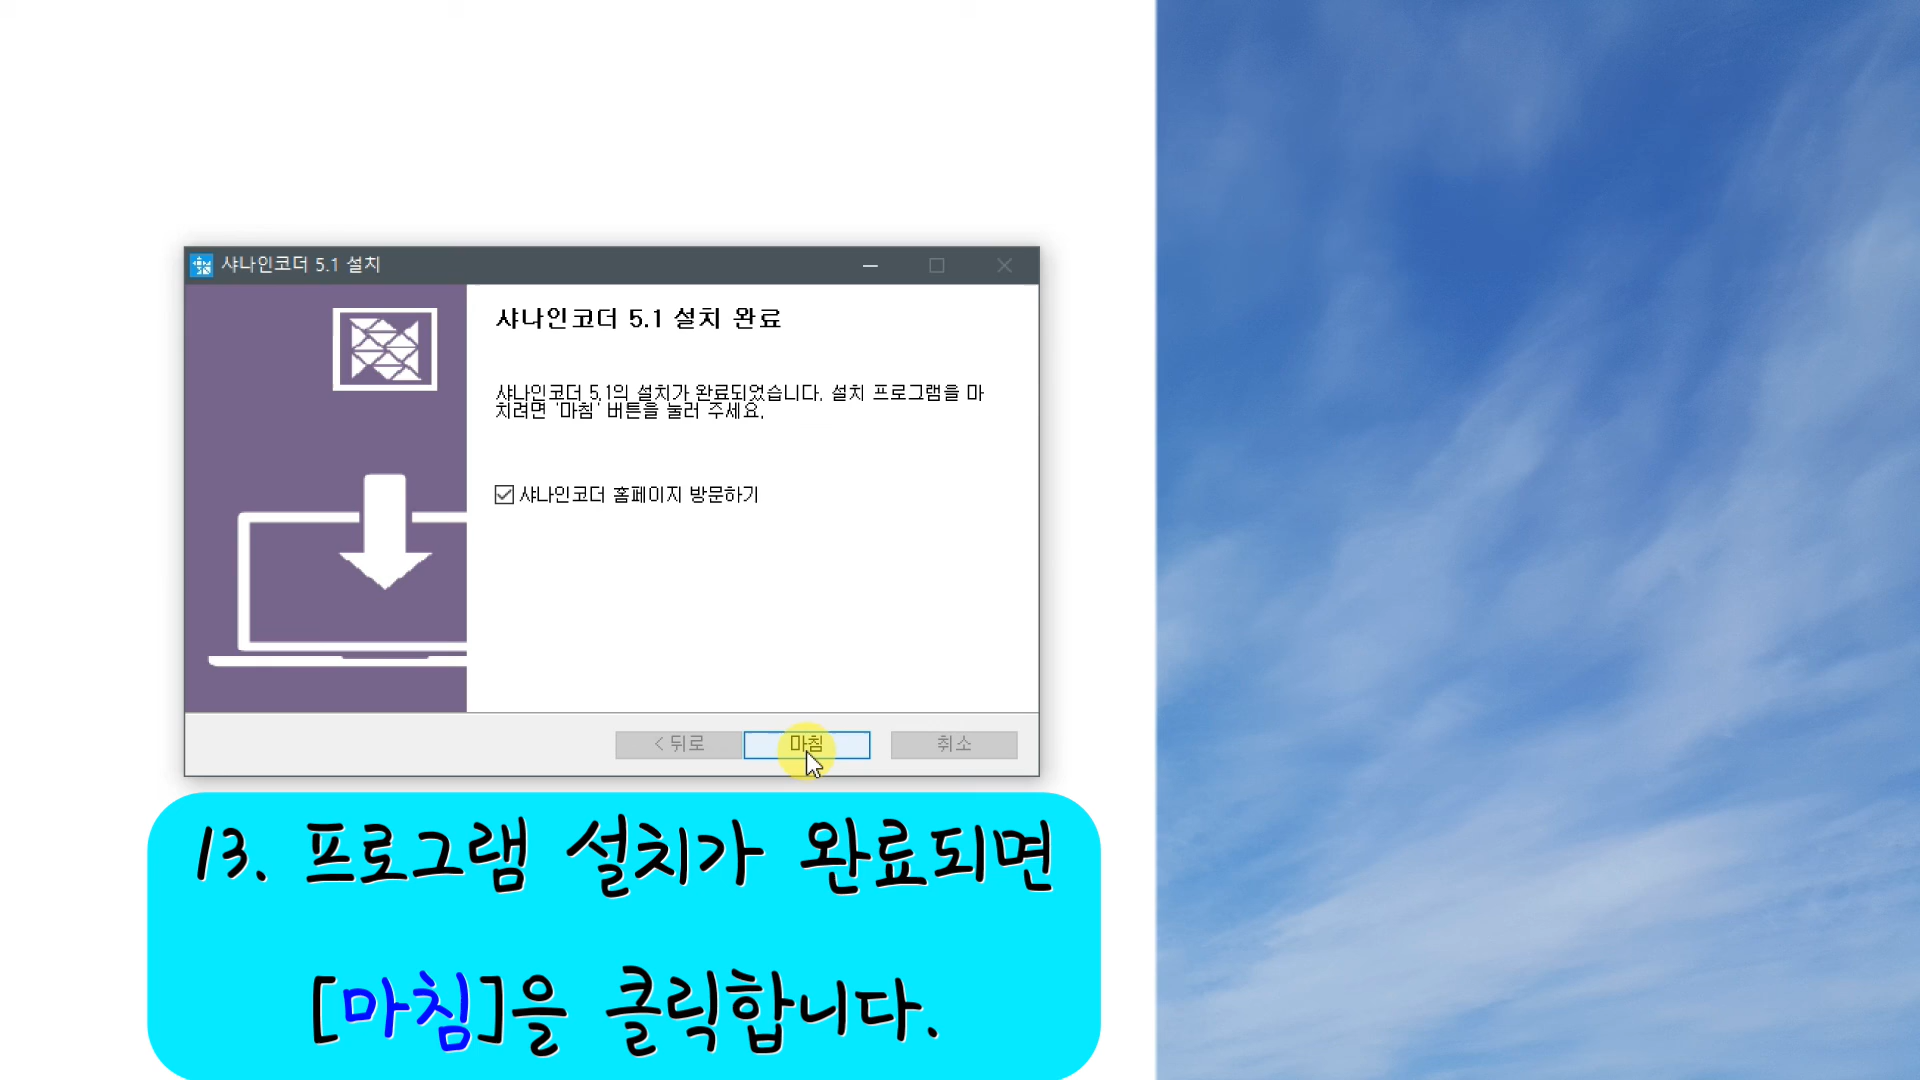 샤나인코더 5.1 설치
샤나인코더 5.1 설치 완료
샤나인코더 5.1의 설치가 완료되었습니다. 설치 프로그램을 마
치려면 '마침' 버튼을 눌러 주세요.
샤나인코더 홈페이지 방문하기
< 뒤로
마침
취소
13. 프로그램 설치가 완료되면
[마침]을 클릭합니다.